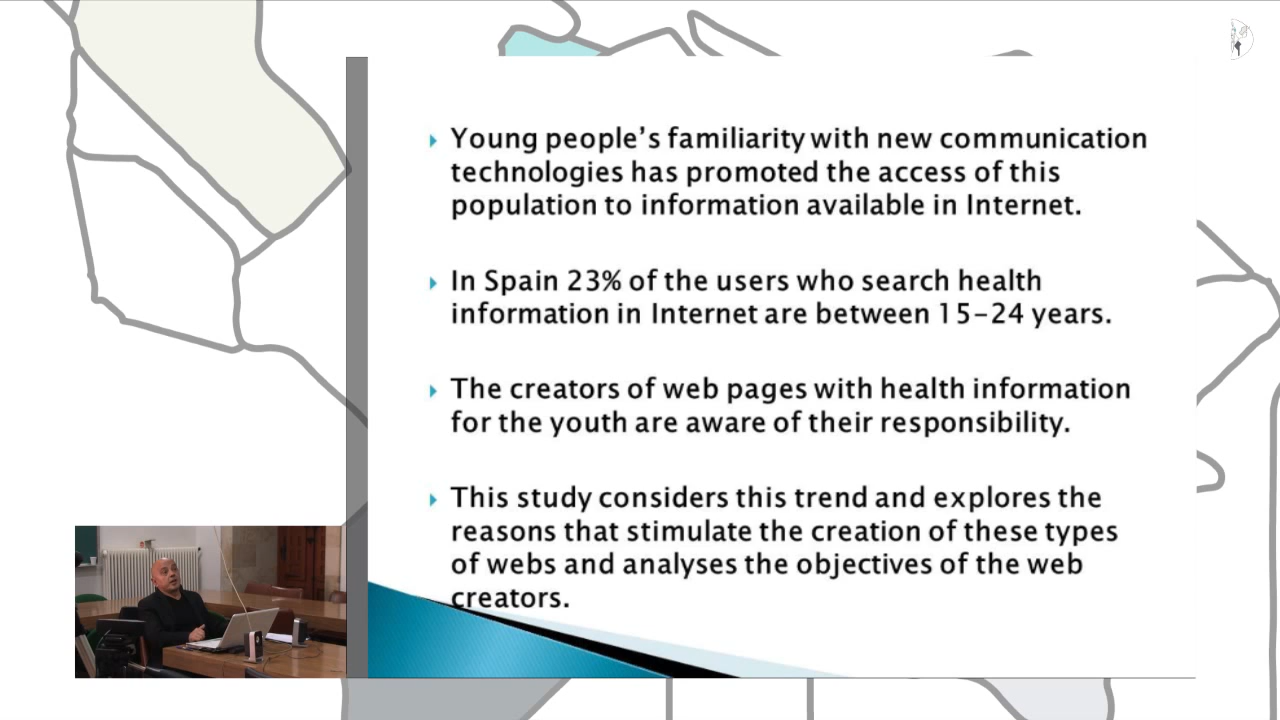 Young people’s familiarity with new communication
technologies has promoted the access of this
population to information available in Internet.
In Spain 23% of the users who search health
information in Internet are between 15–24 years.
The creators of web pages with health information
for the youth are aware of their responsibility.
This study considers this trend and explores the
reasons that stimulate the creation of these types
of webs and analyses the objectives of the web
creators.